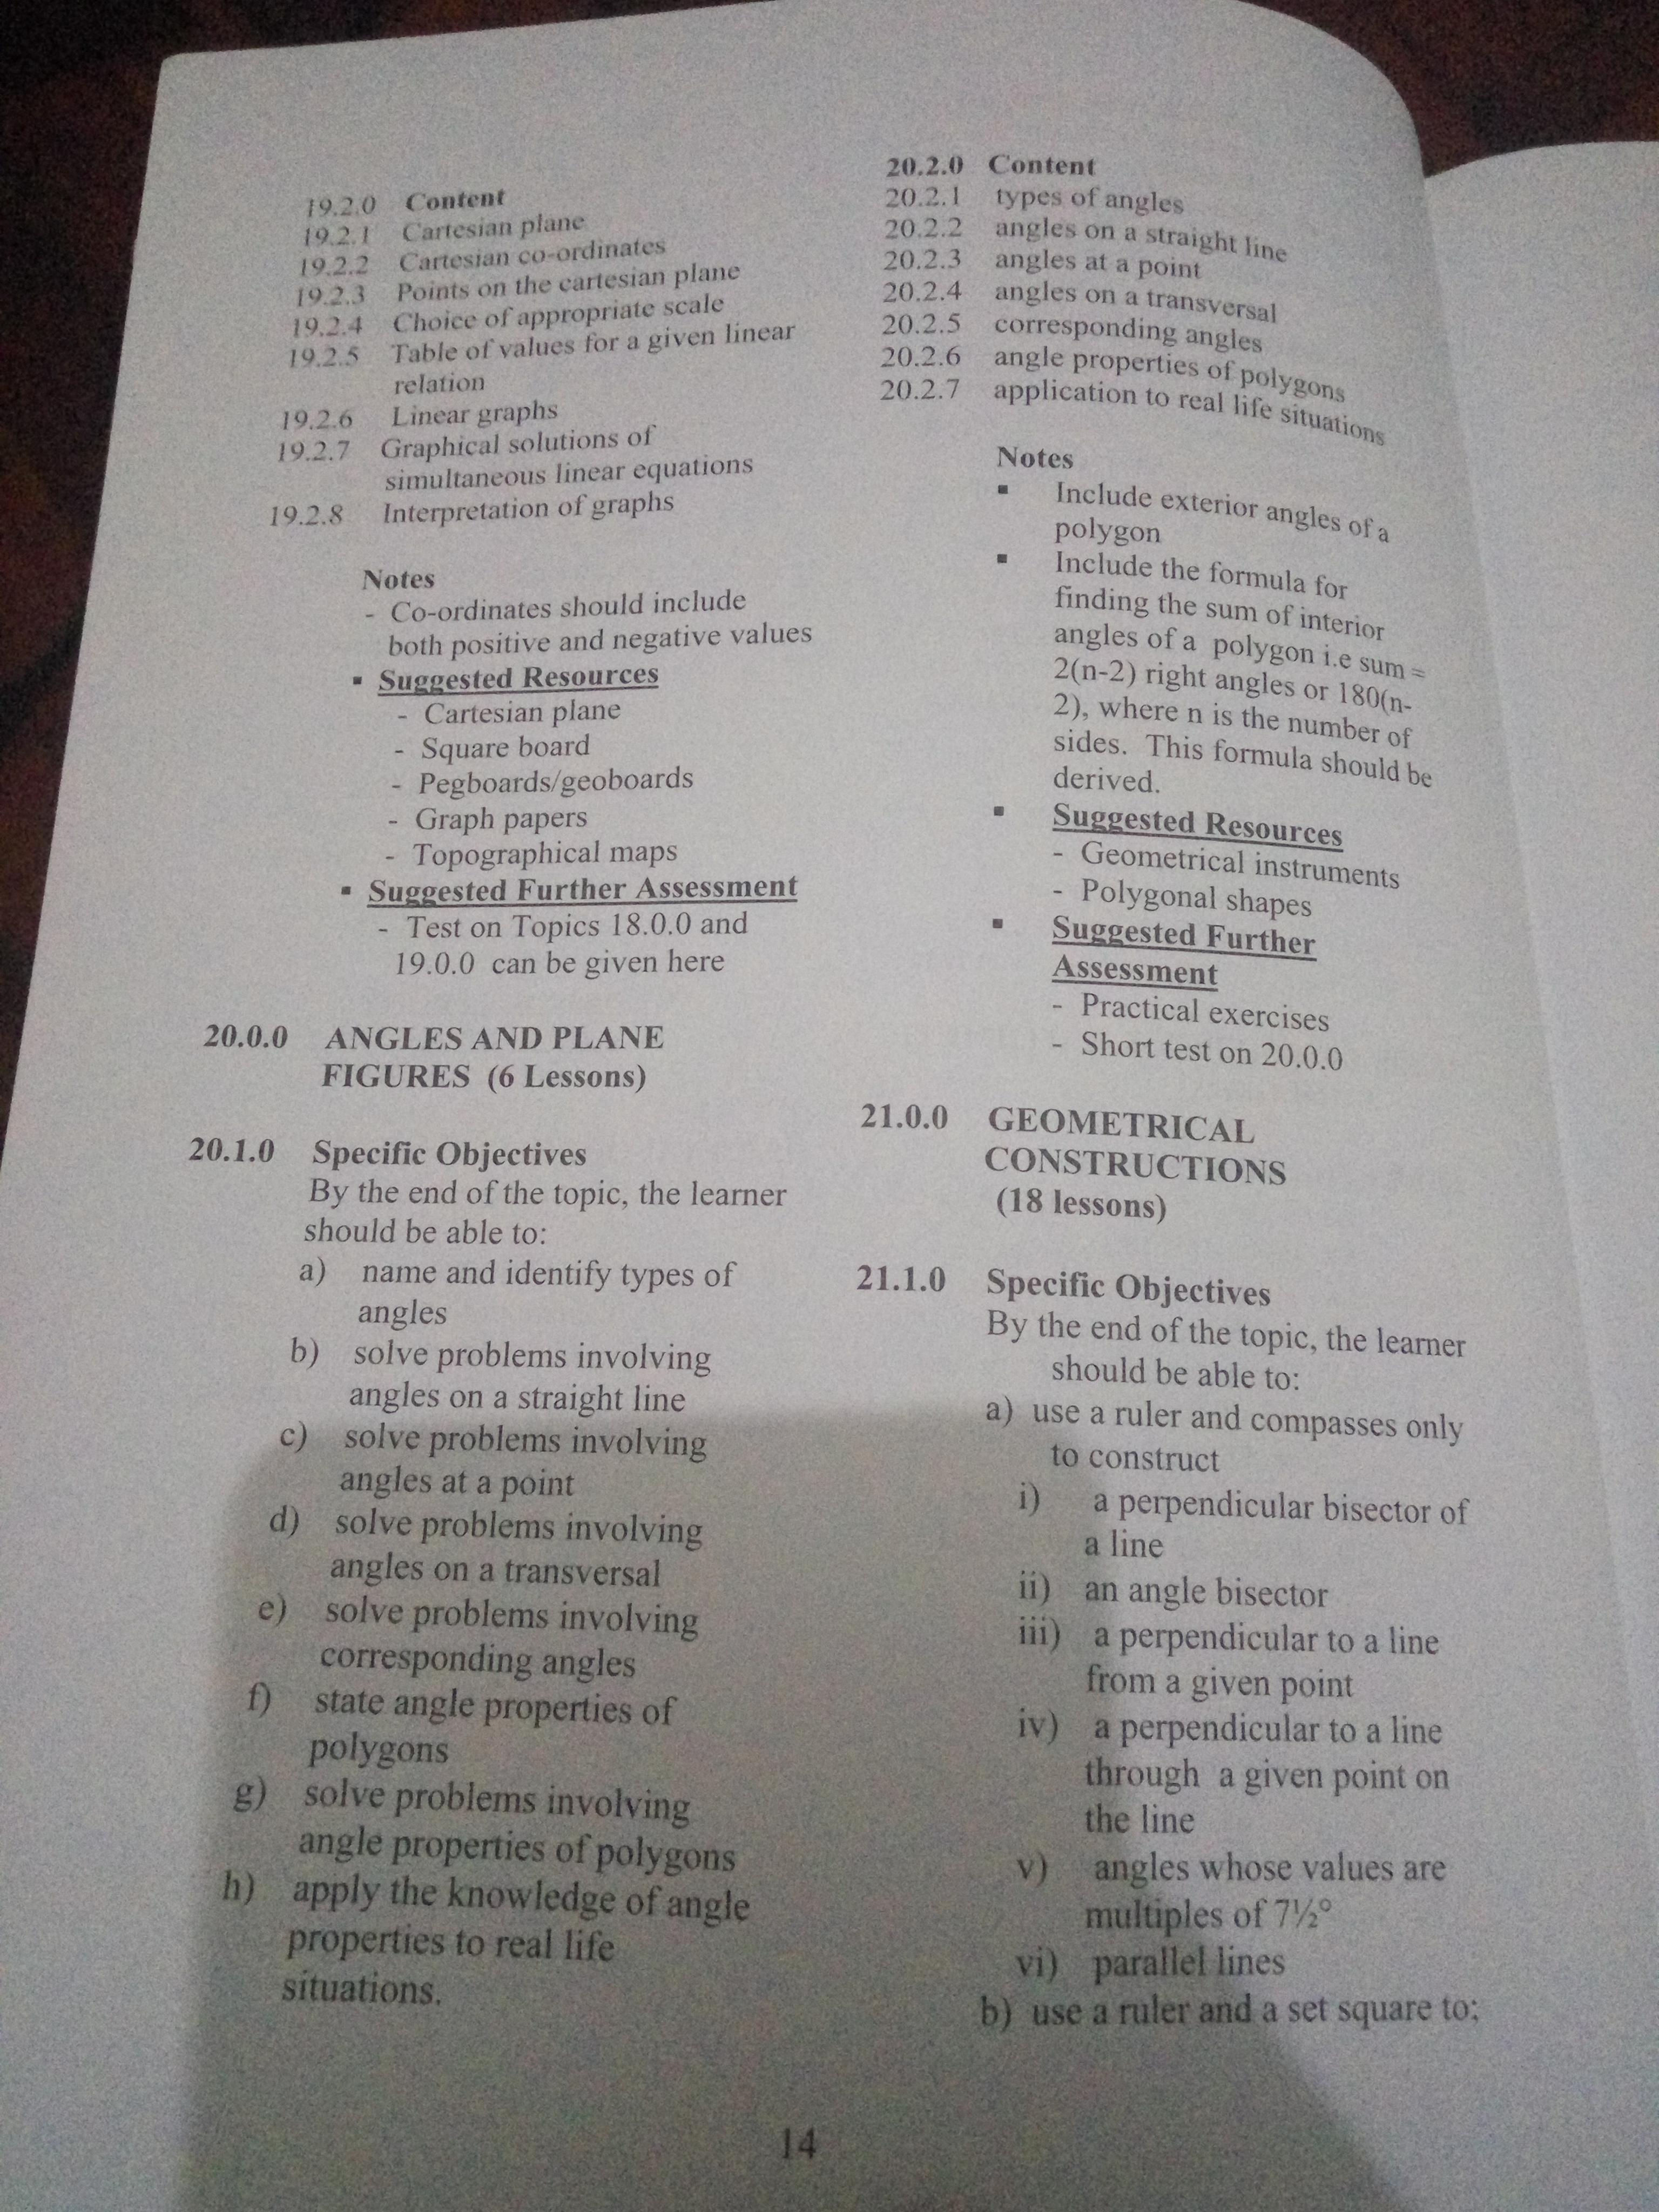 19.2.0 Content
19.2.1 Cartesian plane
19.2.2 Cartesian co-ordinates
19.2.3 Points on the cartesian plane
19.2.4 Choice of appropriate scale
19.2.5 Table of values for a given linear
relation
19.2.6 Linear graphs
19.2.7 Graphical solutions of
simultaneous linear equations
19.2.8 Interpretation of graphs
Notes
- Co-ordinates should include
both positive and negative values
▪ Suggested Resources
- Cartesian plane
- Square board
- Pegboards/geoboards
- Graph papers
- Topographical maps
▪ Suggested Further Assessment
- Test on Topics 18.0.0 and
19.0.0 can be given here
20.0.0 ANGLES AND PLANE
FIGURES (6 Lessons)
20.1.0 Specific Objectives
By the end of the topic, the learner
should be able to:
a) name and identify types of
angles
b) solve problems involving
angles on a straight line
c) solve problems involving
angles at a point
d) solve problems involving
angles on a transversal
e) solve problems involving
corresponding angles
f) state angle properties of
polygons
g) solve problems involving
angle properties of polygons
h) apply the knowledge of angle
properties to real life
situations.
20.2.0 Content
20.2.1 types of angles
20.2.2 angles on a straight line
20.2.3 angles at a point
20.2.4 angles on a transversal
20.2.5 corresponding angles
20.2.6 angle properties of polygons
20.2.7 application to real life situations
Notes
▪ Include exterior angles of a
polygon
▪ Include the formula for
finding the sum of interior
angles of a polygon i.e sum =
2(n-2) right angles or 180(n-
2), where n is the number of
sides. This formula should be
derived.
▪ Suggested Resources
- Geometrical instruments
- Polygonal shapes
▪ Suggested Further
Assessment
- Practical exercises
- Short test on 20.0.0
21.0.0 GEOMETRICAL
CONSTRUCTIONS
(18 lessons)
21.1.0 Specific Objectives
By the end of the topic, the learner
should be able to:
a) use a ruler and compasses only
to construct
i) a perpendicular bisector of
a line
ii) an angle bisector
iii) a perpendicular to a line
from a given point
iv) a perpendicular to a line
through a given point on
the line
v) angles whose values are
multiples of 7½°
vi) parallel lines
b) use a ruler and a set square to;
14